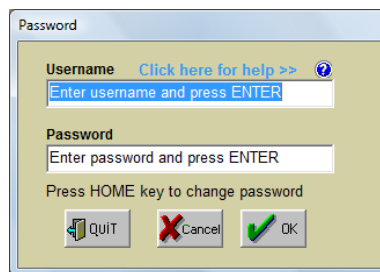 Password
Username Click here for help >> ?
Enter username and press ENTER
Password
Enter password and press ENTER
Press HOME key to change password
QUIT Cancel OK